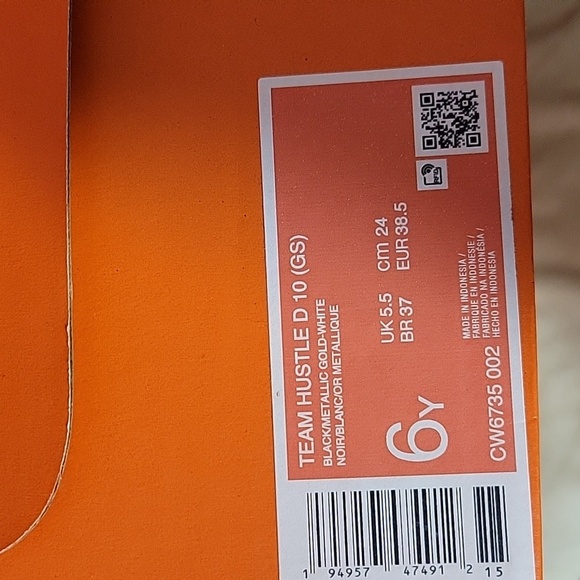 TEAM HUSTLE D 10 (GS)
BLACK/METALLIC GOLD-WHITE
NOIR/BLANC/OR METALLIQUE
6Y
UK 5.5 cm 24
BR 37 EUR 38.5
CW6735 002
MADE IN INDONESIA /
FABRIQUE EN INDONESIE /
FABRICADO NA INDONÉSIA /
HECHO EN INDONESIA
1 94957 47491 2 15